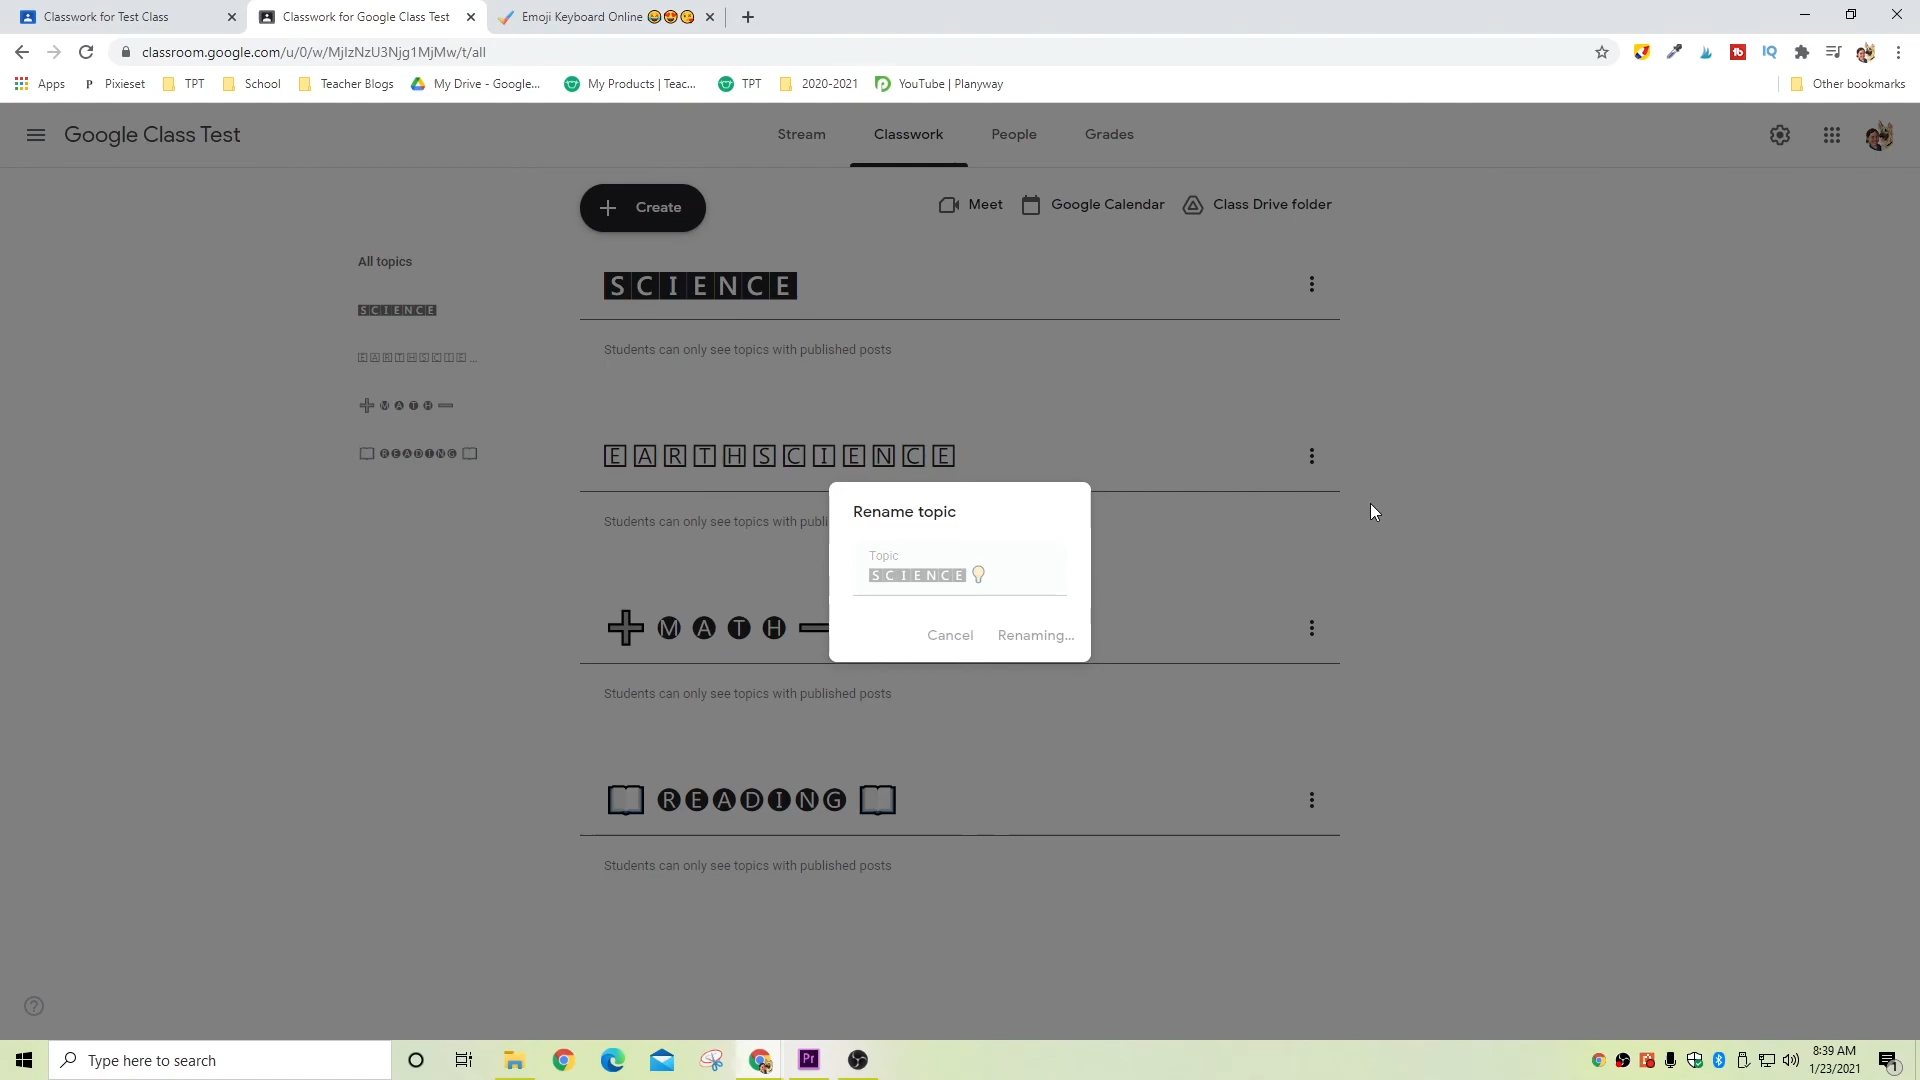 Classwork for Test Class
Classwork for Google Class Test
Emoji Keyboard Online 😂😍😘
classroom.google.com/u/0/w/MjIzNzU3Njg1MjMw/t/all
Apps
Pixieset
TPT
School
Teacher Blogs
My Drive - Google...
My Products | Teac...
TPT
2020-2021
YouTube | Planyway
Other bookmarks
Google Class Test
Stream
Classwork
People
Grades
Create
Meet
Google Calendar
Class Drive folder
All topics
🆂🅲🅸🅴🅽🅲🅴
🄴🄰🅁🅃🄷🅂🄲🄸🄴...
➕ 🅜 🅐 🅣 🅗 ➖
📖 🅡🅔🅐🅓🅘🅝🅖 📖
🆂🅲🅸🅴🅽🅲🅴
Students can only see topics with published posts
🄴🄰🅁🅃🄷🅂🄲🄸🄴🄽🄲🄴
Students can only see topics with publi
➕ 🅜 🅐 🅣 🅗 ➖
Students can only see topics with published posts
📖 🅡🅔🅐🅓🅘🅝🅖 📖
Students can only see topics with published posts
Rename topic
Topic
🆂🅲🅸🅴🅽🅲🅴💡
Cancel
Renaming...
Type here to search
8:39 AM
1/23/2021